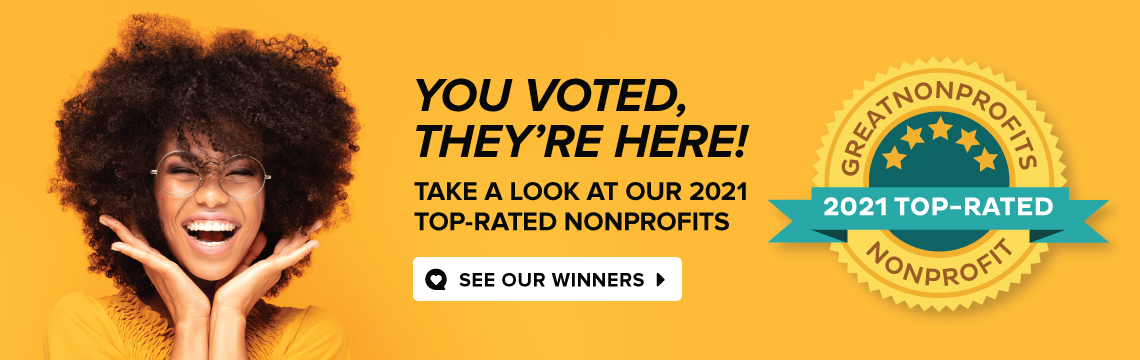 YOU VOTED,
THEY’RE HERE!
TAKE A LOOK AT OUR 2021
TOP-RATED NONPROFITS
SEE OUR WINNERS
GREATNONPROFITS
2021 TOP-RATED
NONPROFIT